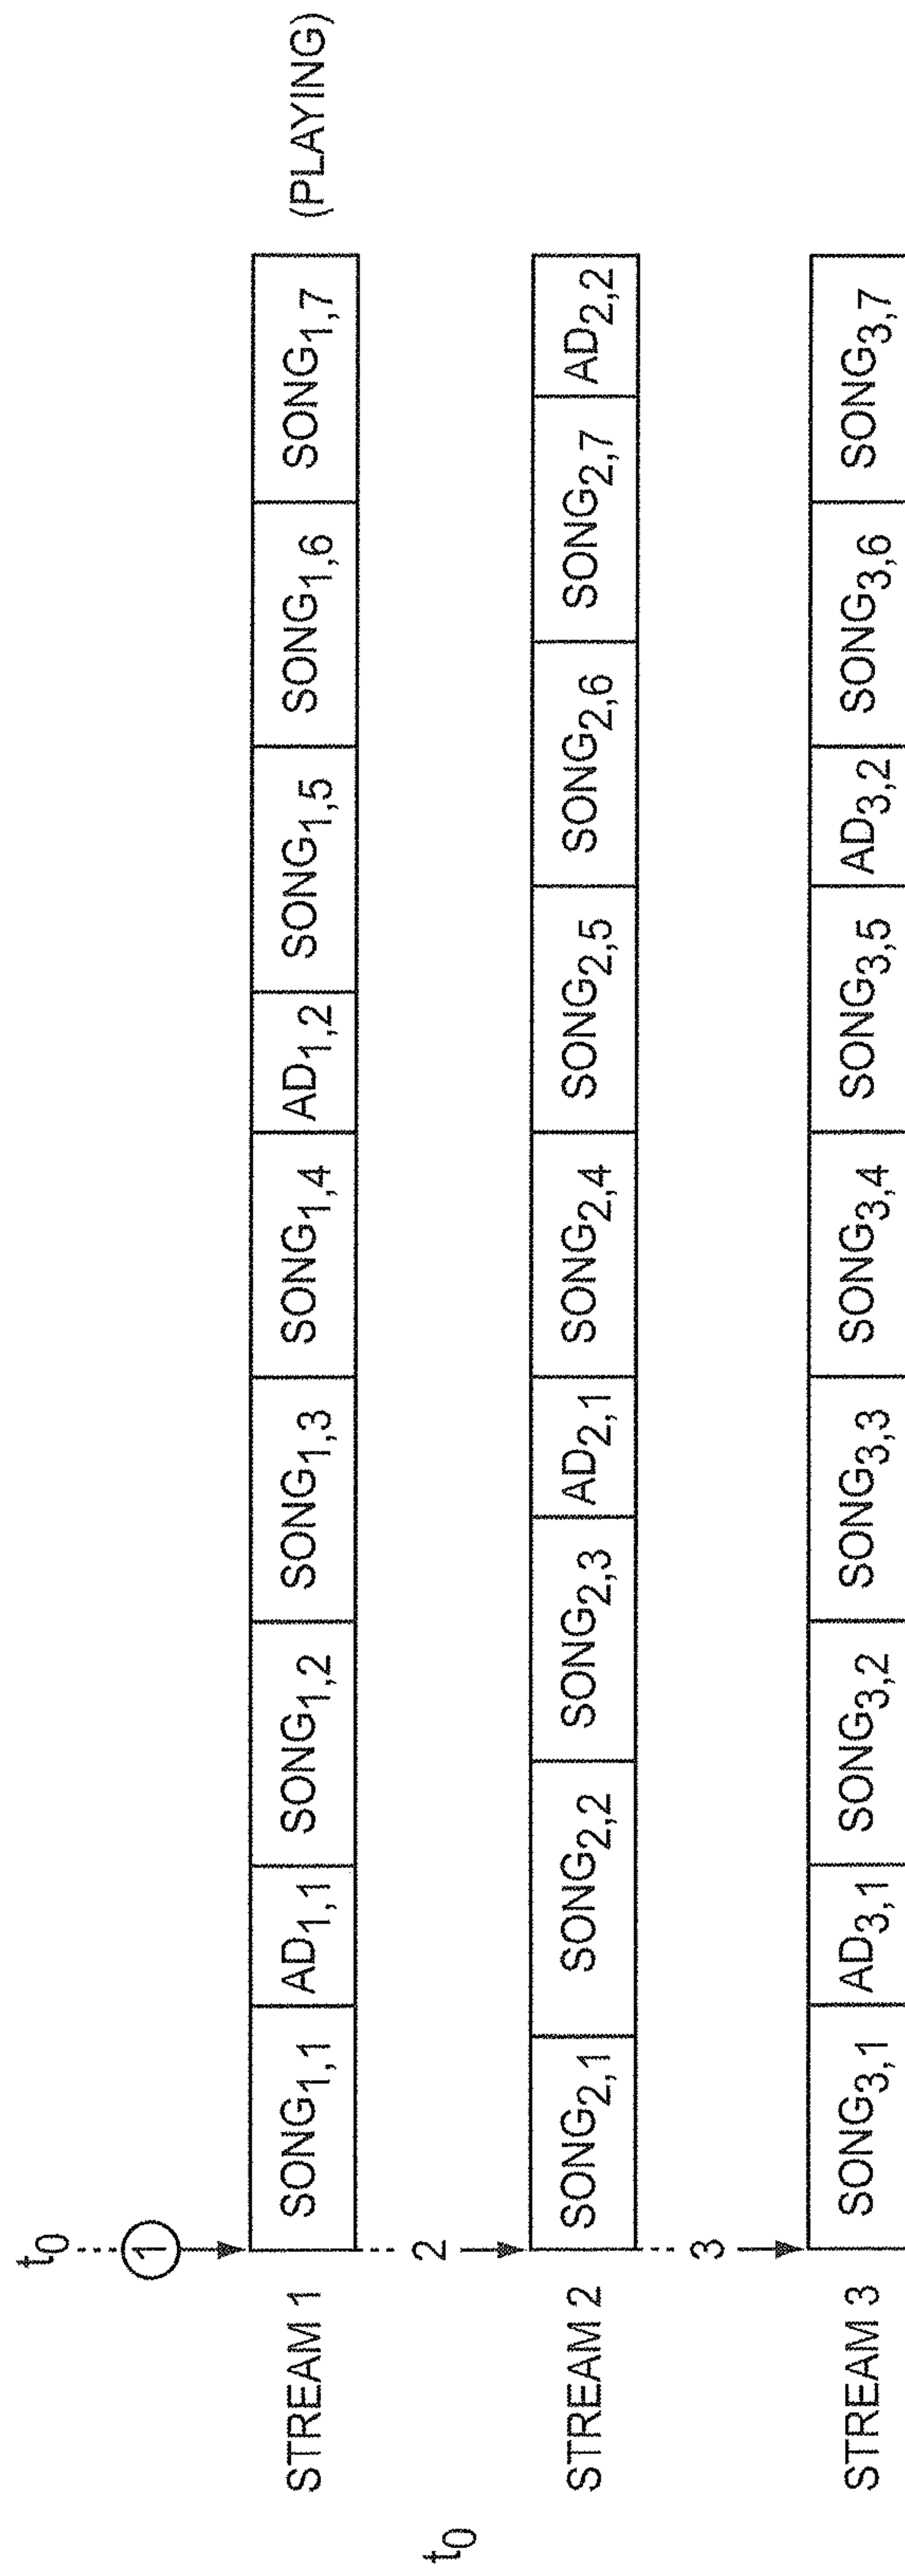 t0
1
STREAM 1 SONG1,1 AD1,1 SONG1,2 SONG1,3 SONG1,4 AD1,2 SONG1,5 SONG1,6 SONG1,7 (PLAYING)
2
t0 STREAM 2 SONG2,1 SONG2,2 SONG2,3 AD2,1 SONG2,4 SONG2,5 SONG2,6 SONG2,7 AD2,2
3
STREAM 3 SONG3,1 AD3,1 SONG3,2 SONG3,3 SONG3,4 SONG3,5 AD3,2 SONG3,6 SONG3,7